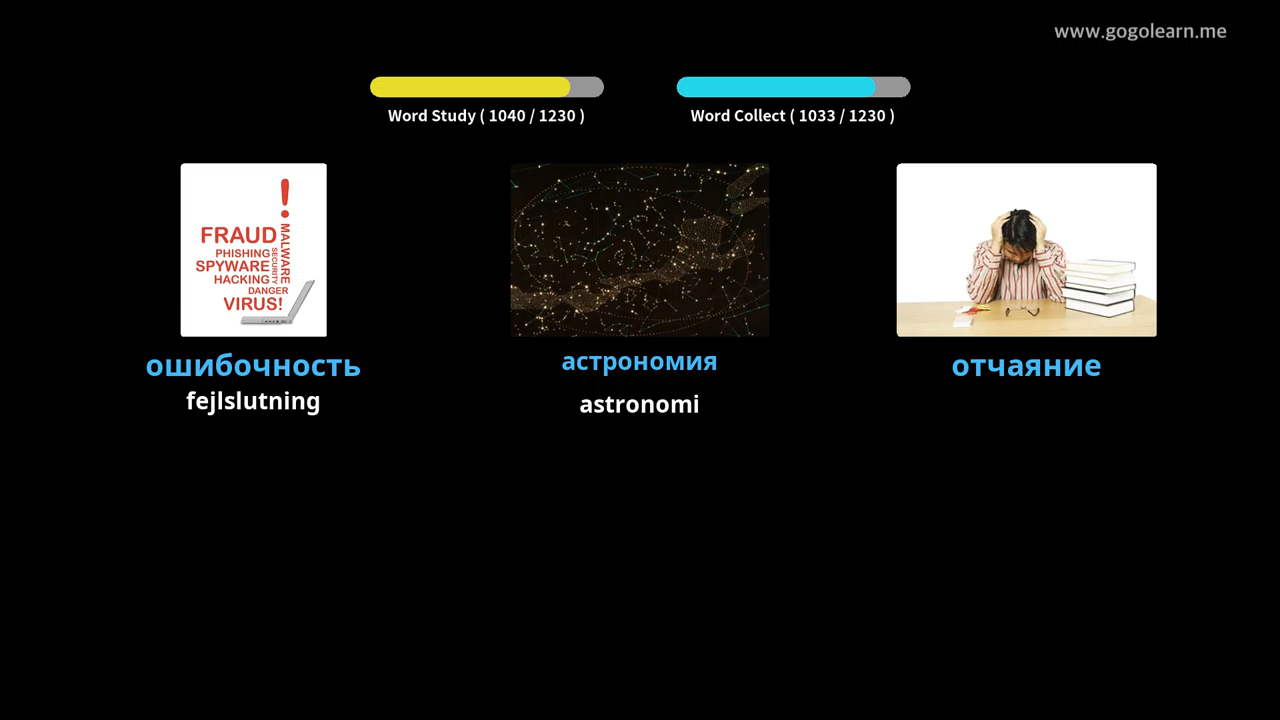 www.gogolearn.me
Word Study ( 1040 / 1230 )
Word Collect ( 1033 / 1230 )
!
FRAUD
MALWARE
PHISHING
SECURITY
SPYWARE
HACKING
DANGER
VIRUS!
ошибочность
fejlslutning
астрономия
astronomi
отчаяние